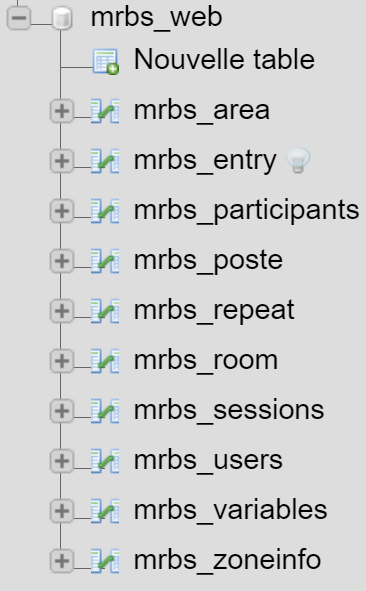 mrbs_web
Nouvelle table
mrbs_area
mrbs_entry
mrbs_participants
mrbs_poste
mrbs_repeat
mrbs_room
mrbs_sessions
mrbs_users
mrbs_variables
mrbs_zoneinfo